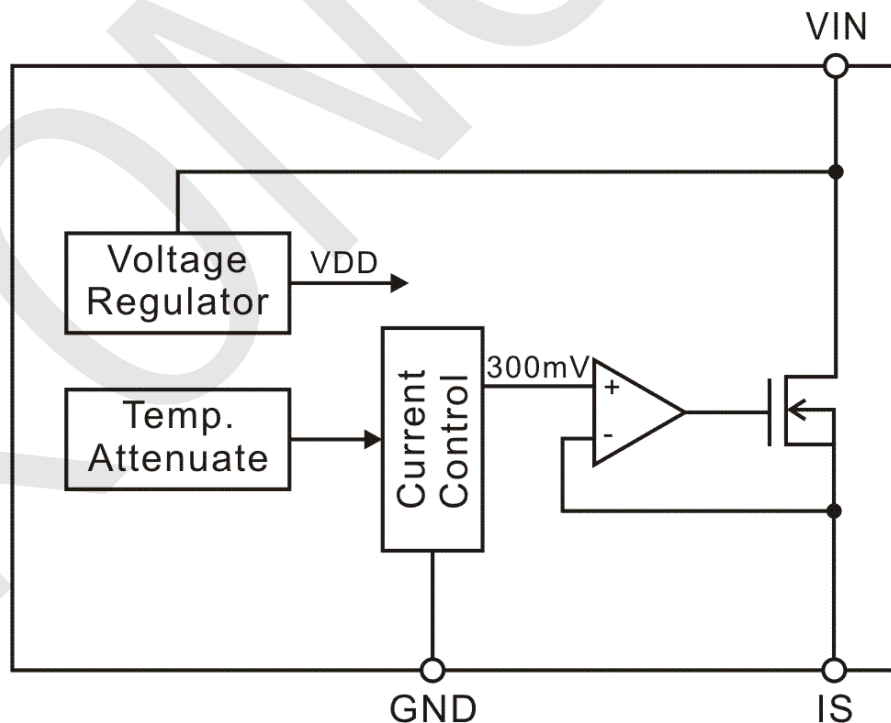 VIN
Voltage
Regulator
VDD
300mV
+
-
Temp.
Attenuate
Current
Control
GND
IS